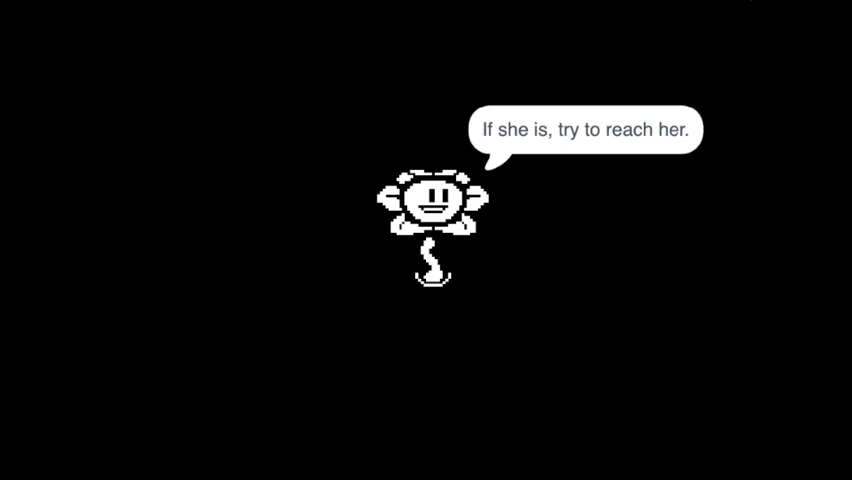 If she is, try to reach her.